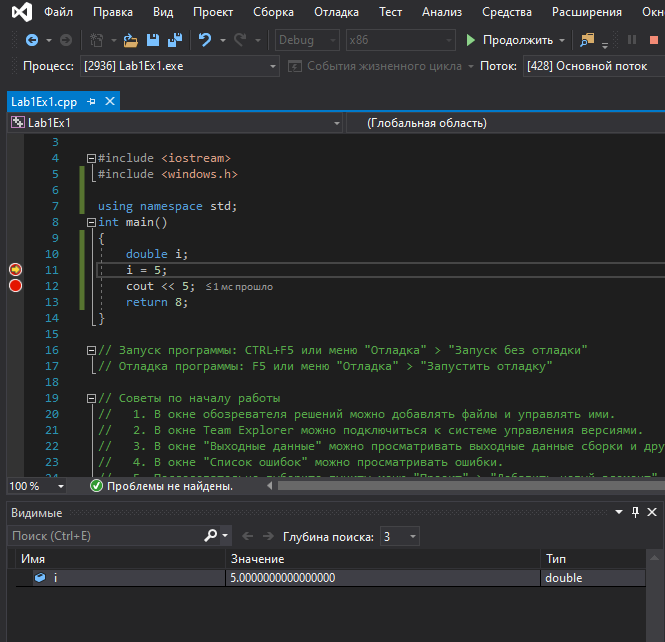 Файл Правка Вид Проект Сборка Отладка Тест Анализ Средства Расширения Окно
Debug x86 Продолжить
Процесс: [2936] Lab1Ex1.exe События жизненного цикла Поток: [428] Основной поток
Lab1Ex1.cpp
Lab1Ex1 (Глобальная область)
3
4 #include <iostream>
5 #include <windows.h>
6
7 using namespace std;
8 int main()
9 {
10 double i;
11 i = 5;
12 cout << 5; ≤ 1 мс прошло
13 return 8;
14 }
15
16 // Запуск программы: CTRL+F5 или меню "Отладка" > "Запуск без отладки"
17 // Отладка программы: F5 или меню "Отладка" > "Запустить отладку"
18
19 // Советы по началу работы
20 // 1. В окне обозревателя решений можно добавлять файлы и управлять ими.
21 // 2. В окне Team Explorer можно подключиться к системе управления версиями.
22 // 3. В окне "Выходные данные" можно просматривать выходные данные сборки и дру
23 // 4. В окне "Список ошибок" можно просматривать ошибки.
100 % Проблемы не найдены.
Видимые
Поиск (Ctrl+E) Глубина поиска: 3
Имя Значение Тип
i 5.0000000000000000 double